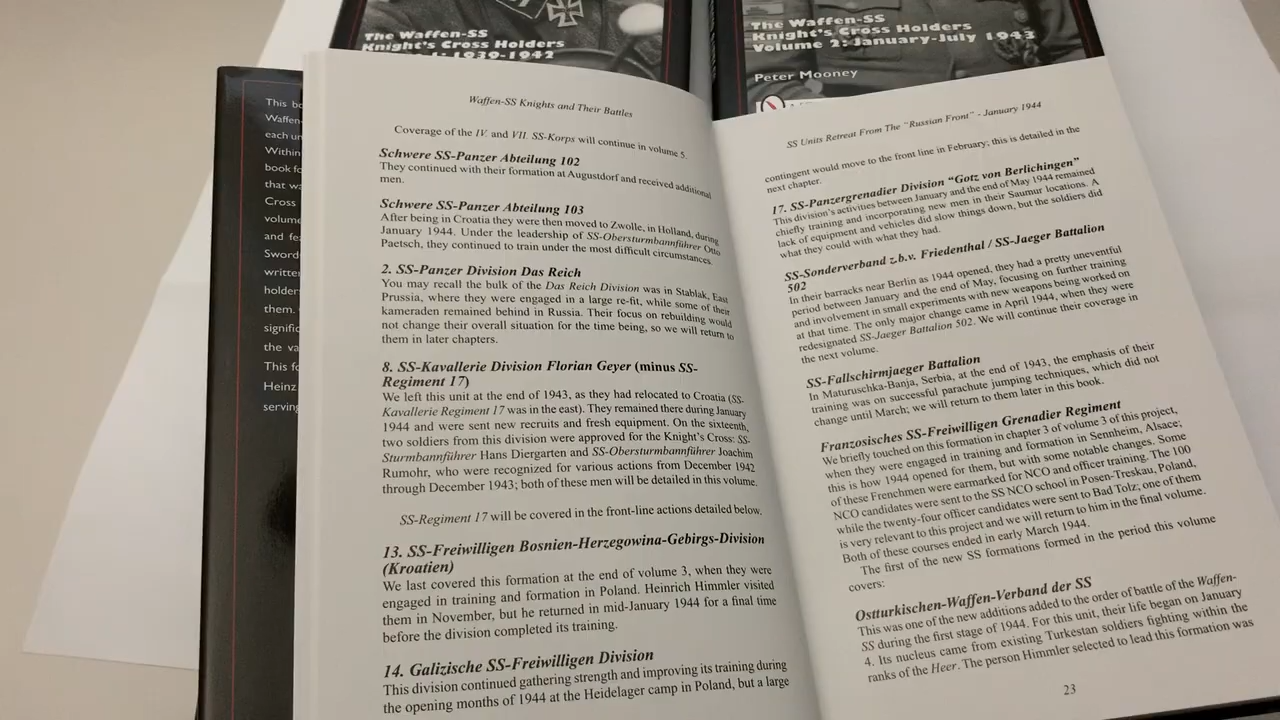 The Waffen-SS
Knight's Cross Holders
1939-1942
The Waffen-SS
Knight's Cross Holders
Volume 2: January-July 1943
Peter Mooney
This bo
Waffen-
each un
Within
book fo
that wa
Cross
volume
and fe
Sword
written
holder
them.
signific
the va
This fo
Heinz
serving
Waffen-SS Knights and Their Battles
Coverage of the IV. and VII. SS-Korps will continue in volume 5.
Schwere SS-Panzer Abteilung 102
They continued with their formation at Augustdorf and received additional
men.
Schwere SS-Panzer Abteilung 103
After being in Croatia they were then moved to Zwolle, in Holland, during
January 1944. Under the leadership of SS-Obersturmbannführer Otto
Paetsch, they continued to train under the most difficult circumstances.
2. SS-Panzer Division Das Reich
You may recall the bulk of the Das Reich Division was in Stablak, East
Prussia, where they were engaged in a large re-fit, while some of their
kameraden remained behind in Russia. Their focus on rebuilding would
not change their overall situation for the time being, so we will return to
them in later chapters.
8. SS-Kavallerie Division Florian Geyer (minus SS-
Regiment 17)
We left this unit at the end of 1943, as they had relocated to Croatia (SS-
Kavallerie Regiment 17 was in the east). They remained there during January
1944 and were sent new recruits and fresh equipment. On the sixteenth,
two soldiers from this division were approved for the Knight's Cross: SS-
Sturmbannführer Hans Diergarten and SS-Obersturmbannführer Joachim
Rumohr, who were recognized for various actions from December 1942
through December 1943; both of these men will be detailed in this volume.
SS-Regiment 17 will be covered in the front-line actions detailed below.
13. SS-Freiwilligen Bosnien-Herzegowina-Gebirgs-Division
(Kroatien)
We last covered this formation at the end of volume 3, when they were
engaged in training and formation in Poland. Heinrich Himmler visited
them in November, but he returned in mid-January 1944 for a final time
before the division completed its training.
14. Galizische SS-Freiwilligen Division
This division continued gathering strength and improving its training during
the opening months of 1944 at the Heidelager camp in Poland, but a large
SS Units Retreat From The "Russian Front" - January 1944
contingent would move to the front line in February; this is detailed in the
next chapter.
17. SS-Panzergrenadier Division "Gotz von Berlichingen"
This division's activities between January and the end of May 1944 remained
chiefly training and incorporating new men in their Saumur locations. A
lack of equipment and vehicles did slow things down, but the soldiers did
what they could with what they had.
SS-Sonderverband z.b.v. Friedenthal / SS-Jaeger Battalion
502
In their barracks near Berlin as 1944 opened, they had a pretty uneventful
period between January and the end of May, focusing on further training
and involvement in small experiments with new weapons being worked on
at that time. The only major change came in April 1944, when they were
redesignated SS-Jaeger Battalion 502. We will continue their coverage in
the next volume.
SS-Fallschirmjaeger Battalion
In Maturuschka-Banja, Serbia, at the end of 1943, the emphasis of their
training was on successful parachute jumping techniques, which did not
change until March; we will return to them later in this book.
Franzosisches SS-Freiwilligen Grenadier Regiment
We briefly touched on this formation in chapter 3 of volume 3 of this project,
when they were engaged in training and formation in Sennheim, Alsace;
this is how 1944 opened for them, but with some notable changes. Some
of these Frenchmen were earmarked for NCO and officer training. The 100
NCO candidates were sent to the SS NCO school in Posen-Treskau, Poland,
while the twenty-four officer candidates were sent to Bad Tolz; one of them
is very relevant to this project and we will return to him in the final volume.
Both of these courses ended in early March 1944.
The first of the new SS formations formed in the period this volume
covers:
Ostturkischen-Waffen-Verband der SS
This was one of the new additions added to the order of battle of the Waffen-
SS during the first stage of 1944. For this unit, their life began on January
4. Its nucleus came from existing Turkestan soldiers fighting within the
ranks of the Heer. The person Himmler selected to lead this formation was
23